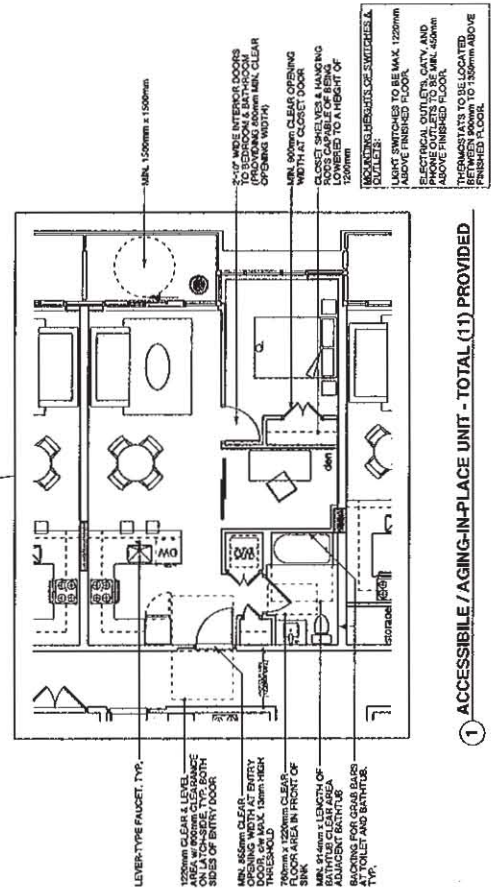 LEVER-TYPE FAUCET, TYP.
1220mm CLEAR & LEVEL
AREA w/ 600mm CLEARANCE
ON LATCH-SIDE, TYP. BOTH
SIDES OF ENTRY DOOR
MIN. 855mm CLEAR
OPENING WIDTH AT ENTRY
DOOR, c/w MAX. 13mm HIGH
THRESHOLD
760mm x 1220mm CLEAR
FLOOR AREA IN FRONT OF
SINK
MIN. 914mm x LENGTH OF
BATHTUB CLEAR AREA
ADJACENT BATHTUB
BACKING FOR GRAB BARS
AT TOILET AND BATHTUB,
TYP.
DW
W/D
den
storage
MIN. 1500mm x 1500mm
2'-10" WIDE INTERIOR DOORS
TO BEDROOM & BATHROOM
(PROVIDING 800mm MIN. CLEAR
OPENING WIDTH)
MIN. 900mm CLEAR OPENING
WIDTH AT CLOSET DOOR
CLOSET SHELVES & HANGING
RODS CAPABLE OF BEING
LOWERED TO A HEIGHT OF
1200mm
MOUNTING HEIGHTS OF SWITCHES &
OUTLETS:
LIGHT SWITCHES TO BE MAX. 1220mm
ABOVE FINISHED FLOOR.
ELECTRICAL OUTLETS, CATV, AND
PHONE OUTLETS TO BE MIN. 450mm
ABOVE FINISHED FLOOR.
THERMOSTATS TO BE LOCATED
BETWEEN 900mm TO 1350mm ABOVE
FINISHED FLOOR.
1 ACCESSIBILE / AGING-IN-PLACE UNIT - TOTAL (11) PROVIDED